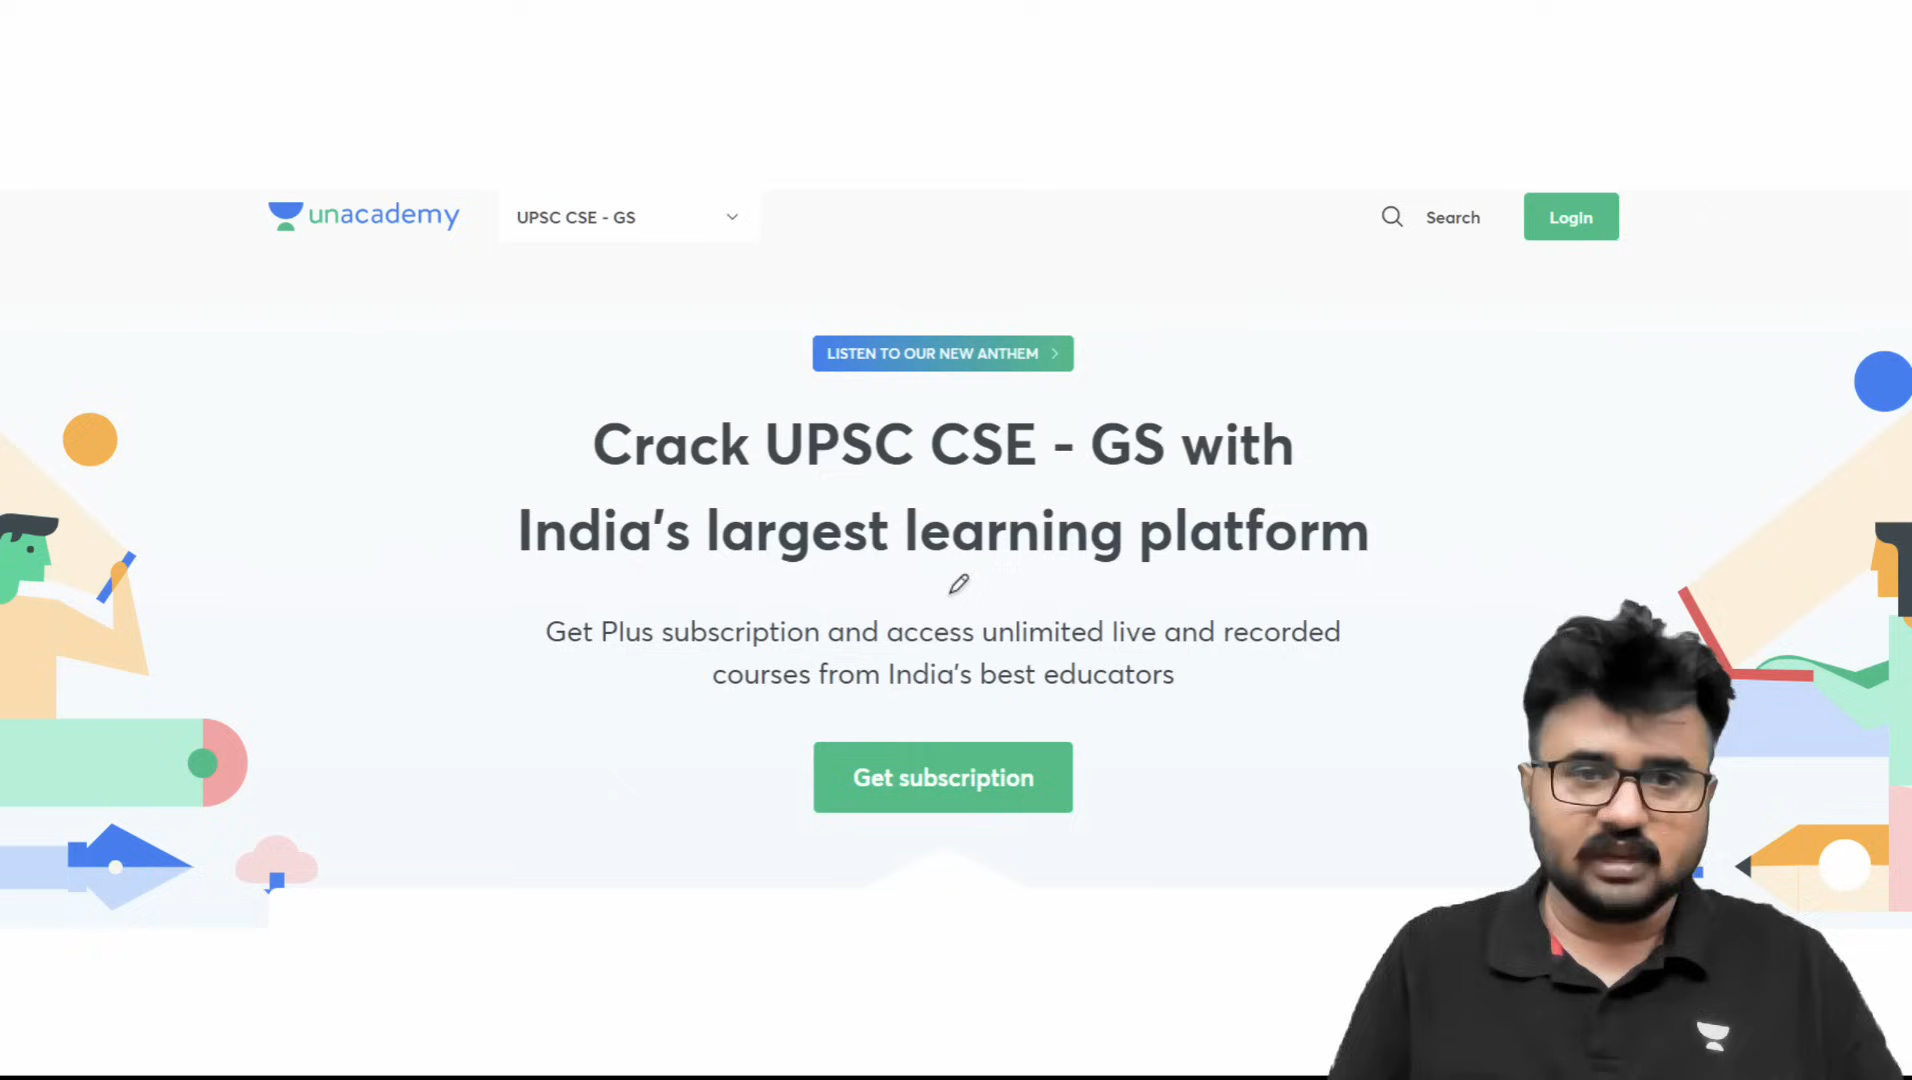 unacademy
UPSC CSE - GS
Search
LogIn
LISTEN TO OUR NEW ANTHEM
Crack UPSC CSE - GS with
India's largest learning platform
Get Plus subscription and access unlimited live and recorded
courses from India's best educators
Get subscription